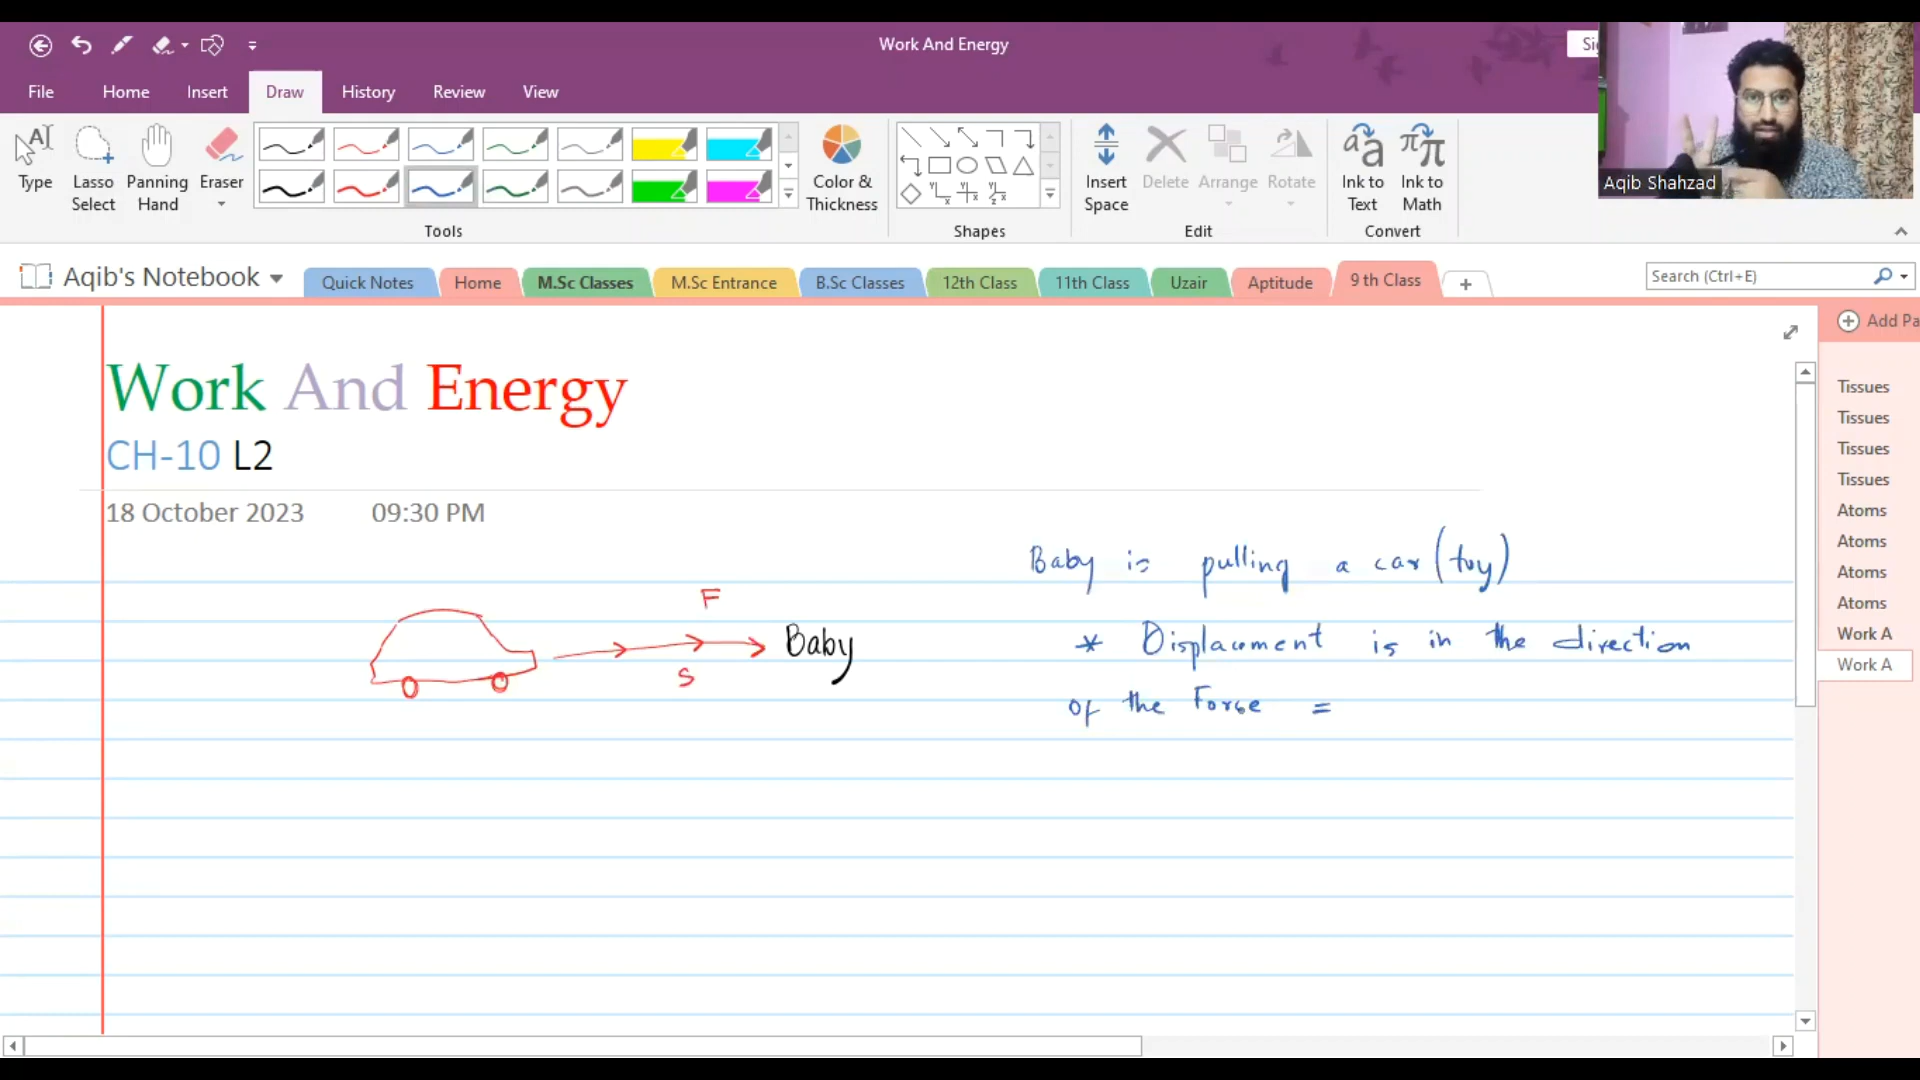 Work And Energy
Si
File Home Insert Draw History Review View
Type
Lasso Select
Panning Hand
Eraser
Color & Thickness
Insert Space
Delete
Arrange
Rotate
Ink to Text
Ink to Math
Tools Shapes Edit Convert
Aqib Shahzad
Aqib's Notebook Quick Notes Home M.Sc Classes M.Sc Entrance B.Sc Classes 12th Class 11th Class Uzair Aptitude 9 th Class + Search (Ctrl+E)
Add Pa
Work And Energy
CH-10 L2
18 October 2023 09:30 PM
F
S
Baby
Baby is pulling a car (toy)
* Displacement is in the direction
of the Force =
Tissues
Tissues
Tissues
Tissues
Atoms
Atoms
Atoms
Atoms
Work A
Work A